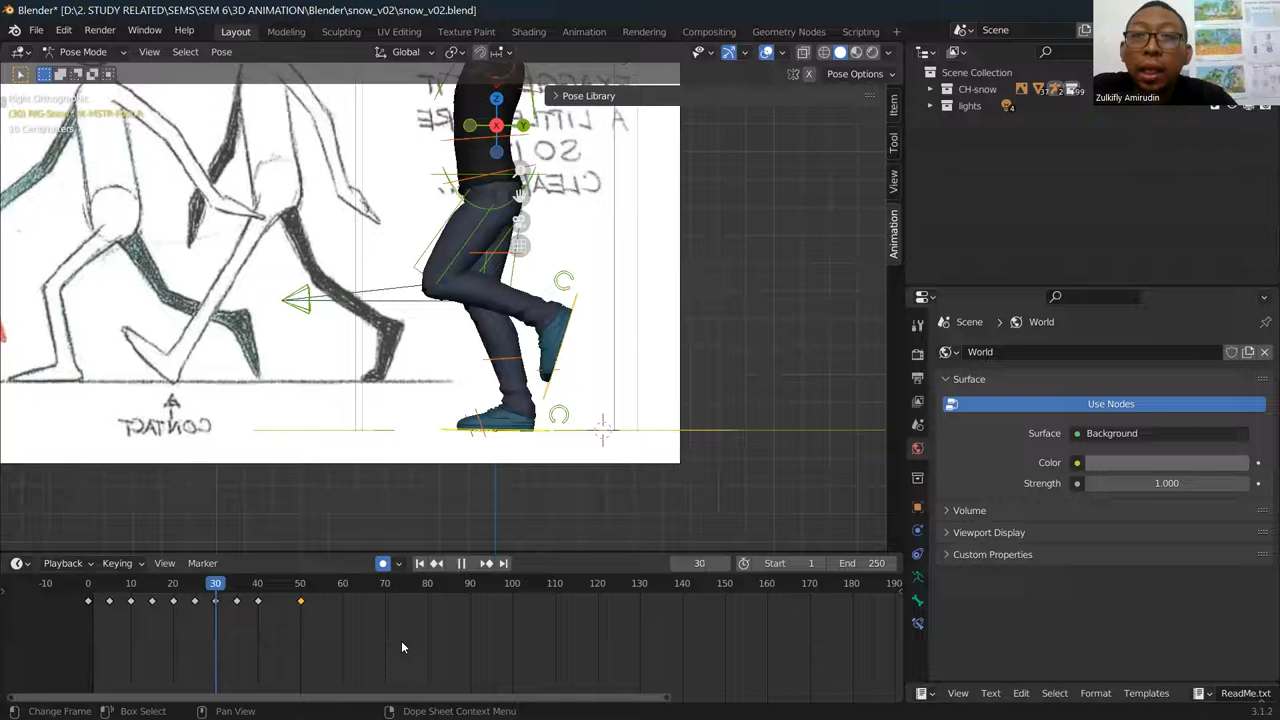 Blender* [D:\2. STUDY RELATED\SEMS\SEM 6\3D ANIMATION\Blender\snow_v02\snow_v02.blend]
File Edit Render Window Help Layout Modeling Sculpting UV Editing Texture Paint Shading Animation Rendering Compositing Scripting Scene
Pose Mode View Select Pose Global
X Pose Options
Right Orthographic
10 Centimeters
Pose Library
A
SO I
CLEA
Z
X
Y
Item
Tool
View
Animation
CONTACT
Scene Collection
CH-snow
lights
Zulkifly Amirudin
Scene World
World
Surface
Use Nodes
Surface Background
Color
Strength 1.000
Volume
Viewport Display
Custom Properties
Playback Keying View Marker 30 Start 1 End 250
-10 0 10 20 30 40 50 60 70 80 90 100 110 120 130 140 150 160 170 180 190
View Text Edit Select Format Templates ReadMe.txt
Change Frame Box Select Pan View Dope Sheet Context Menu 3.1.2